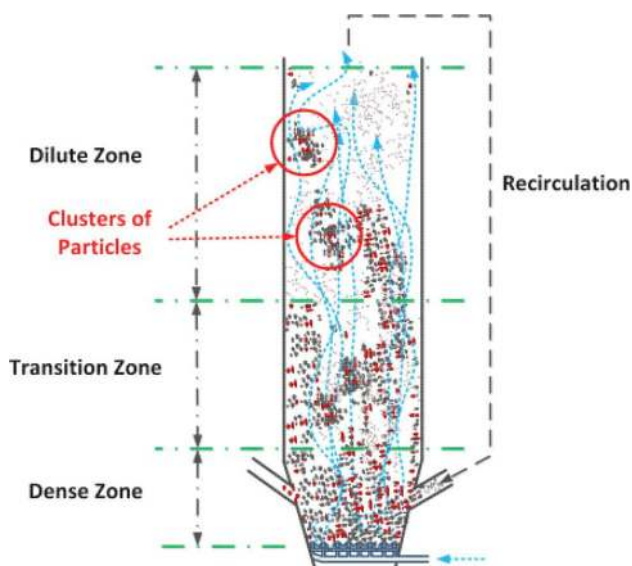 Dilute Zone
Recirculation
Clusters of
Particles
Transition Zone
Dense Zone